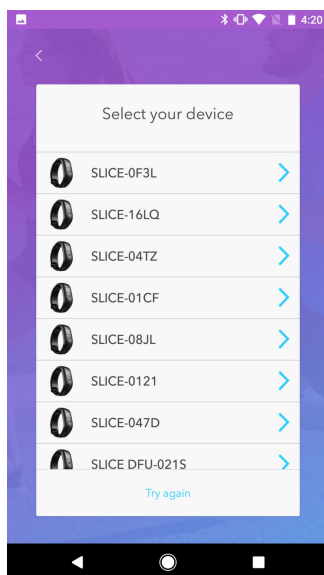 4:20
Select your device
SLICE-0F3L
SLICE-16LQ
SLICE-04TZ
SLICE-01CF
SLICE-08JL
SLICE-0121
SLICE-047D
SLICE DFU-021S
Try again